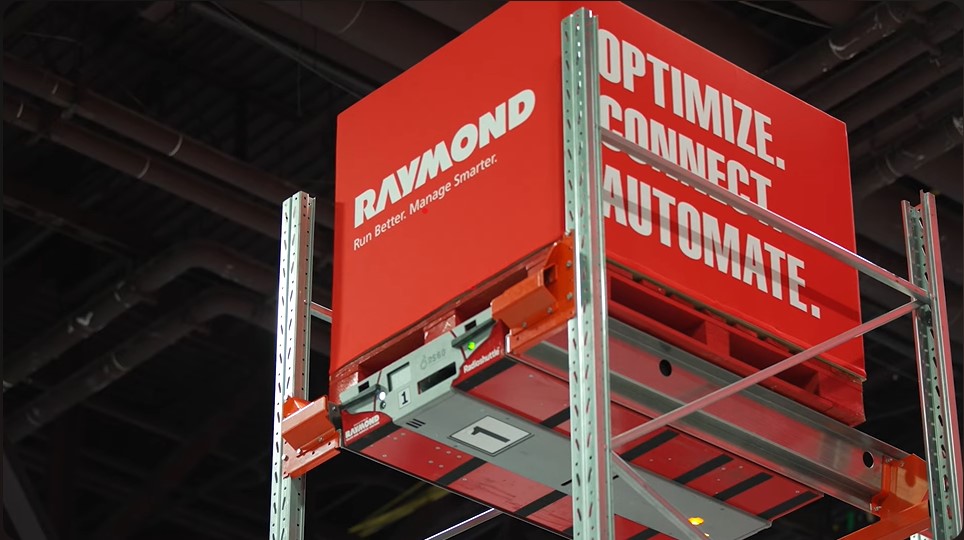 RAYMOND
Run Better. Manage Smarter.
OPTIMIZE.
CONNECT.
AUTOMATE.
Radioshuttle
1
RAYMOND
1